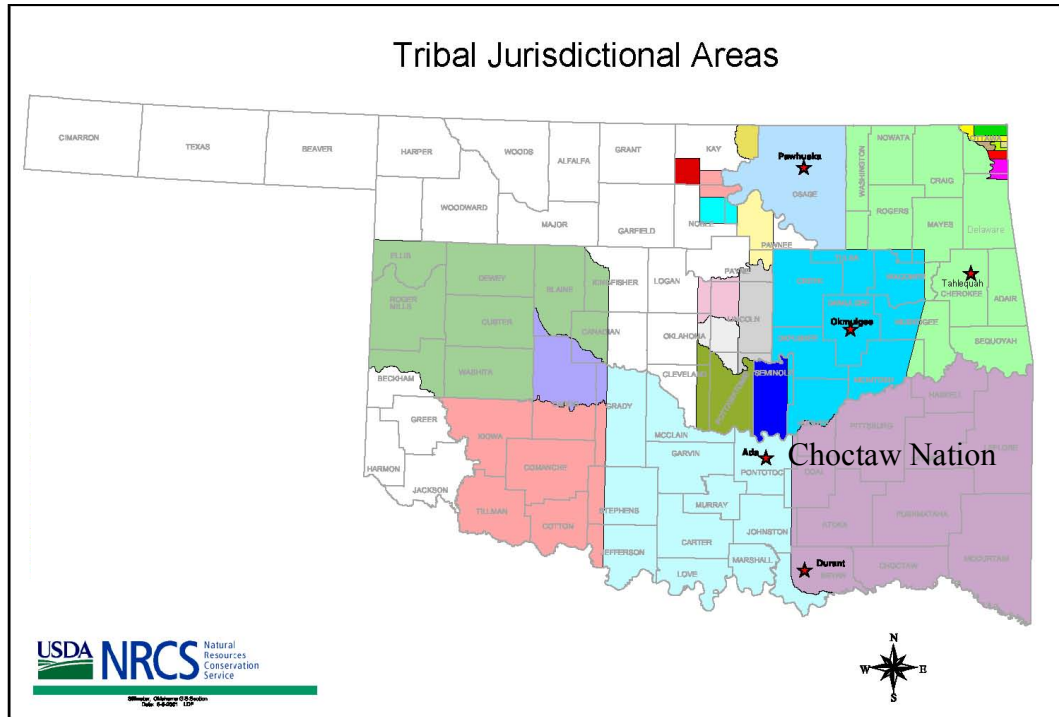 Tribal Jurisdictional Areas
CIMARRON
TEXAS
BEAVER
HARPER
WOODS
ALFALFA
GRANT
KAY
Pawhuska
OSAGE
WASHINGTON
NOWATA
OTTAWA
CRAIG
WOODWARD
MAJOR
GARFIELD
NOBLE
PAWNEE
ROGERS
MAYES
Delaware
ELLIS
DEWEY
BLAINE
KINGFISHER
LOGAN
PAYNE
Tahlequah
CHEROKEE
ADAIR
ROGER
MILLS
CUSTER
CANADIAN
OKLAHOMA
LINCOLN
Okmulgee
SEQUOYAH
WASHITA
CLEVELAND
SEMINOLE
BECKHAM
GREER
KIOWA
GRADY
MCCLAIN
PITTSBURG
HASKELL
HARMON
JACKSON
COMANCHE
GARVIN
Ada
Choctaw Nation
PONTOTOC
COAL
TILLMAN
COTTON
STEPHENS
MURRAY
JOHNSTON
ATOKA
PUSHMATAHA
JEFFERSON
CARTER
MARSHALL
LOVE
Durant
BRYAN
CHOCTAW
MCCURTAIN
USDA NRCS
Natural
Resources
Conservation
Service
N
W E
S